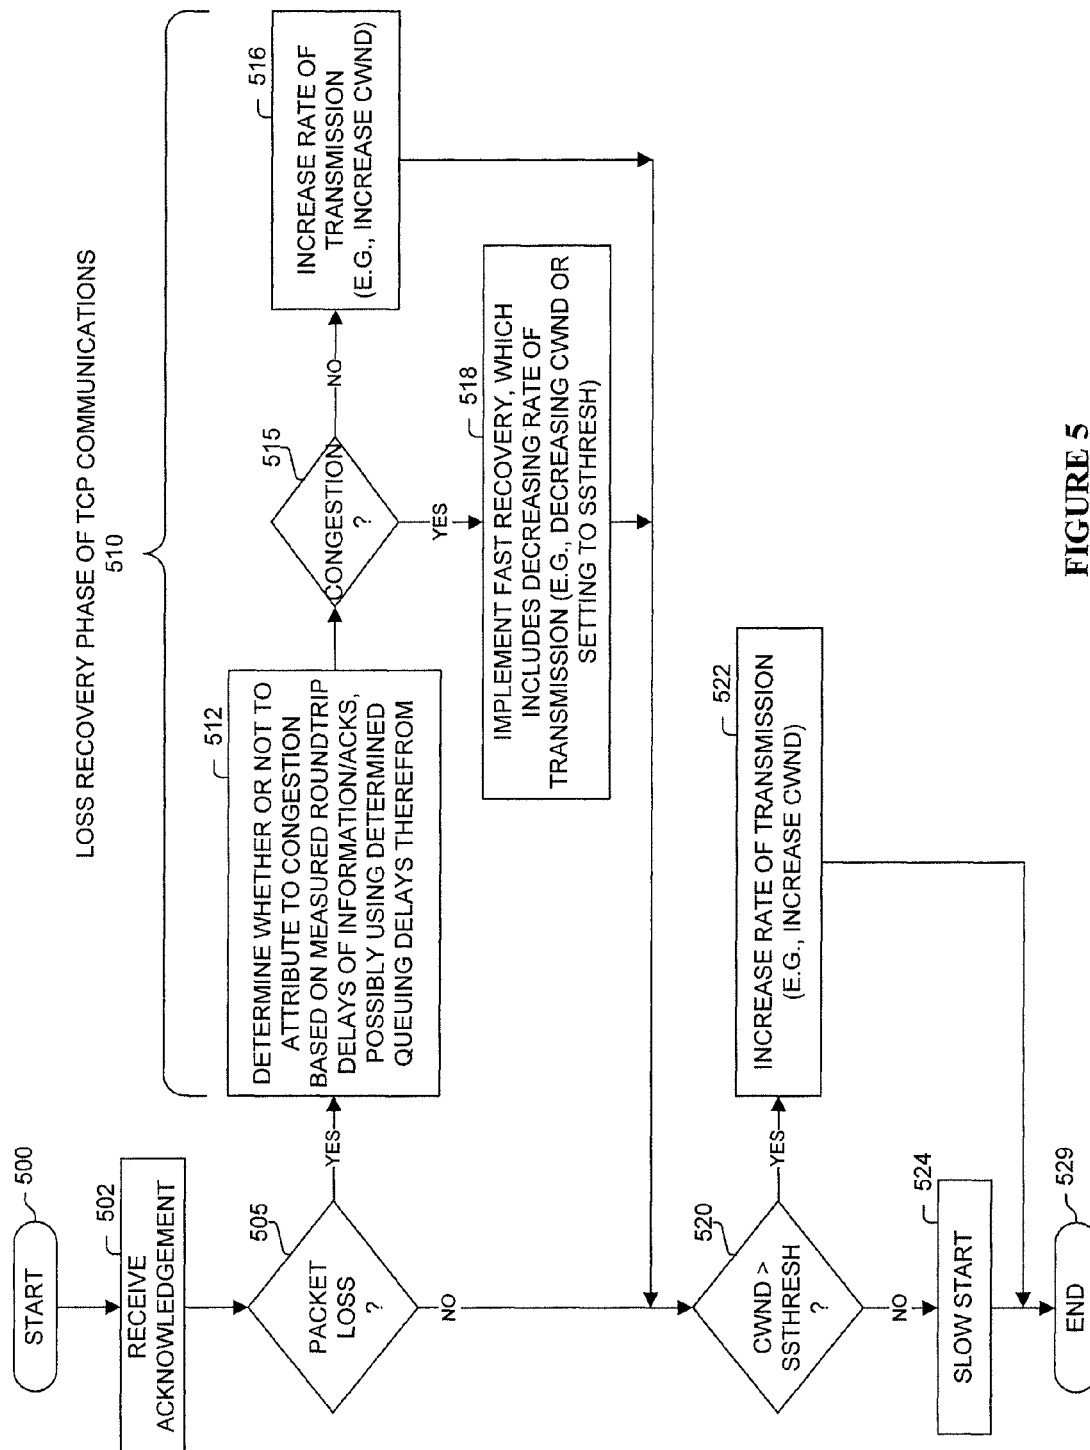 START
500
RECEIVE
ACKNOWLEDGEMENT
502
PACKET
LOSS
?
505
YES
NO
LOSS RECOVERY PHASE OF TCP COMMUNICATIONS
510
DETERMINE WHETHER OR NOT TO
ATTRIBUTE TO CONGESTION
BASED ON MEASURED ROUNDTRIP
DELAYS OF INFORMATION/ACKS,
POSSIBLY USING DETERMINED
QUEUING DELAYS THEREFROM
512
CONGESTION
?
515
NO
YES
INCREASE RATE OF
TRANSMISSION
(E.G., INCREASE CWND)
516
IMPLEMENT FAST RECOVERY, WHICH
INCLUDES DECREASING RATE OF
TRANSMISSION (E.G., DECREASING CWND OR
SETTING TO SSTHRESH)
518
CWND >
SSTHRESH
?
520
YES
NO
INCREASE RATE OF TRANSMISSION
(E.G., INCREASE CWND)
522
SLOW START
524
END
529
FIGURE 5